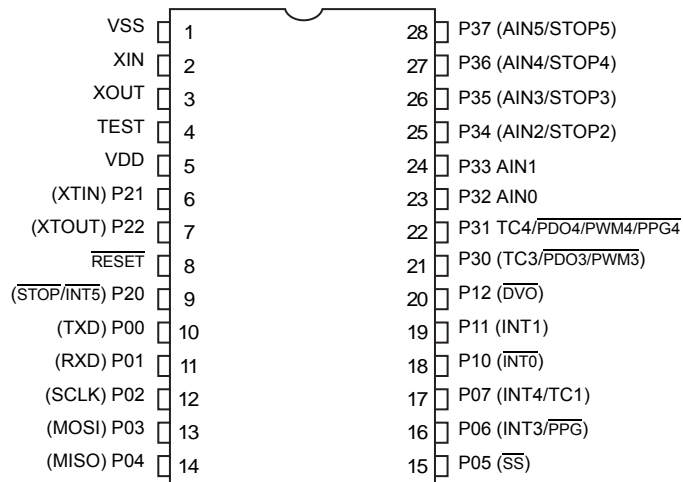 VSS 1 28 P37 (AIN5/STOP5)
XIN 2 27 P36 (AIN4/STOP4)
XOUT 3 26 P35 (AIN3/STOP3)
TEST 4 25 P34 (AIN2/STOP2)
VDD 5 24 P33 AIN1
(XTIN) P21 6 23 P32 AIN0
(XTOUT) P22 7 22 P31 TC4/PDO4/PWM4/PPG4
RESET 8 21 P30 (TC3/PDO3/PWM3)
(STOP/INT5) P20 9 20 P12 (DVO)
(TXD) P00 10 19 P11 (INT1)
(RXD) P01 11 18 P10 (INT0)
(SCLK) P02 12 17 P07 (INT4/TC1)
(MOSI) P03 13 16 P06 (INT3/PPG)
(MISO) P04 14 15 P05 (SS)